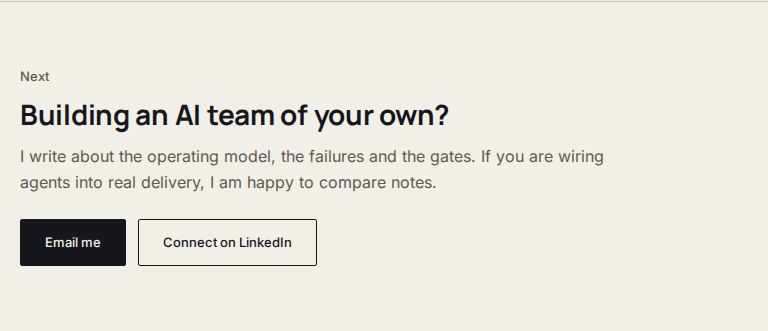 Next
Building an AI team of your own?
I write about the operating model, the failures and the gates. If you are wiring
agents into real delivery, I am happy to compare notes.
Email me
Connect on LinkedIn